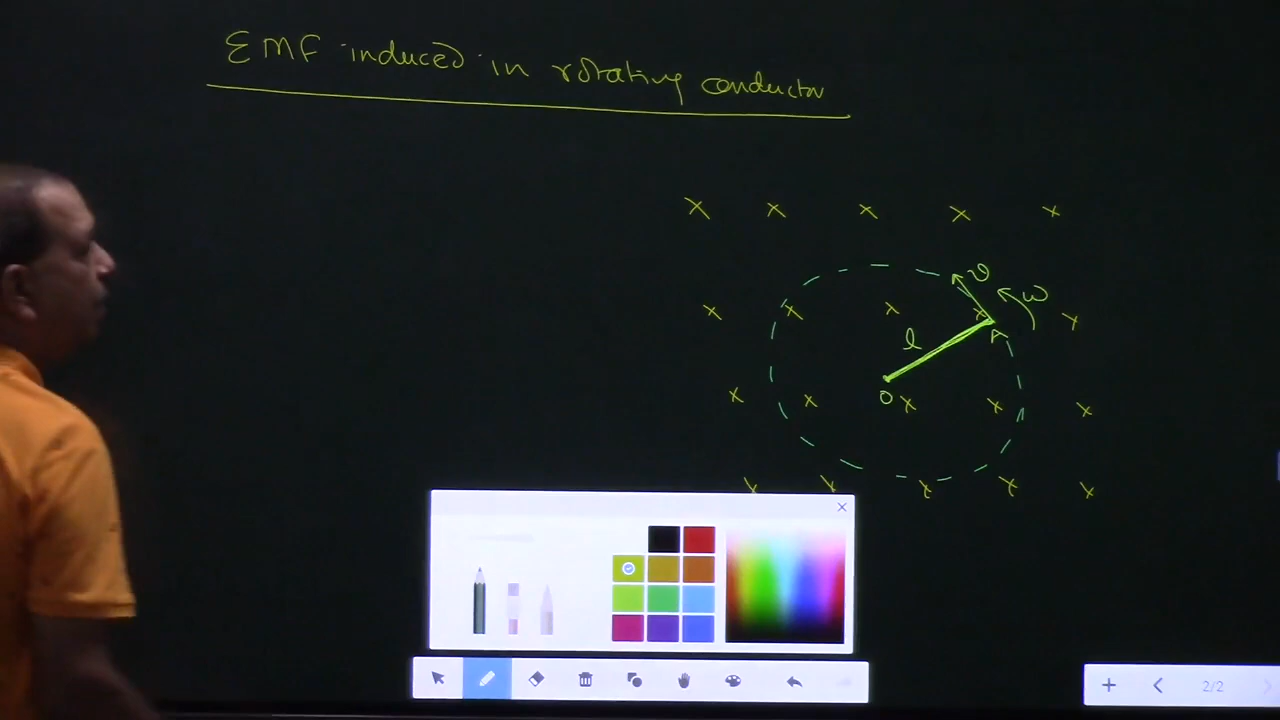 EMF induced in rotating conductor
x x x x x
v
ω
x x x x x
A
l
O
x x x x x
x x x x x
2/2